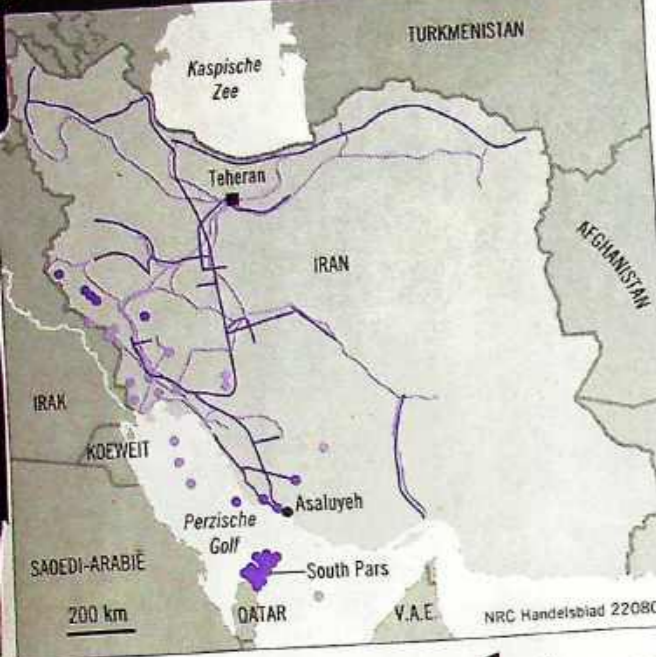 TURKMENISTAN
Kaspische
Zee
Teheran
IRAN
AFGHANISTAN
IRAK
KOEWEIT
Asaluyeh
Perzische
Golf
SAOEDI-ARABIË
South Pars
200 km
QATAR
V.A.E.
NRC Handelsblad 22080